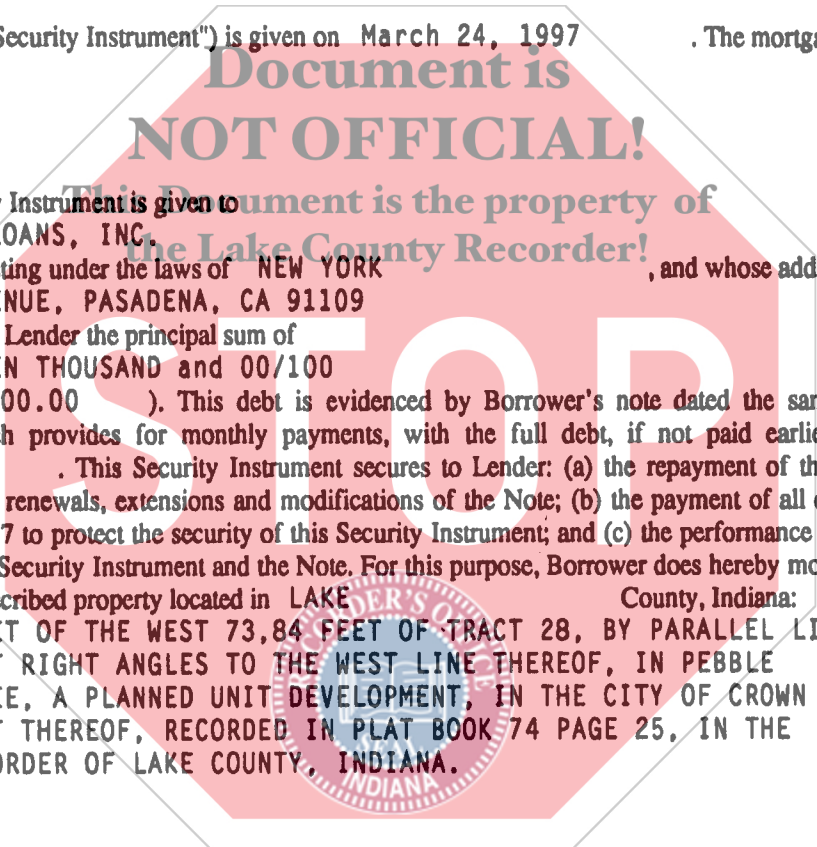 Security Instrument") is given on March 24, 1997 . The mortga
Document is
NOT OFFICIAL!
This Document is the property of
the Lake County Recorder!
Instrument is given to
OANS, INC.
ting under the laws of NEW YORK , and whose add
NUE, PASADENA, CA 91109
Lender the principal sum of
N THOUSAND and 00/100
00.00 ). This debt is evidenced by Borrower's note dated the sar
h provides for monthly payments, with the full debt, if not paid earlie
. This Security Instrument secures to Lender: (a) the repayment of th
renewals, extensions and modifications of the Note; (b) the payment of all
7 to protect the security of this Security Instrument; and (c) the performance
Security Instrument and the Note. For this purpose, Borrower does hereby mo
cribed property located in LAKE County, Indiana:
T OF THE WEST 73,84 FEET OF TRACT 28, BY PARALLEL LI
RIGHT ANGLES TO THE WEST LINE THEREOF, IN PEBBLE
E, A PLANNED UNIT DEVELOPMENT, IN THE CITY OF CROWN
THEREOF, RECORDED IN PLAT BOOK 74 PAGE 25, IN THE
ORDER OF LAKE COUNTY, INDIANA.
STOP
RECORDER'S OFFICE
SEAL
INDIANA